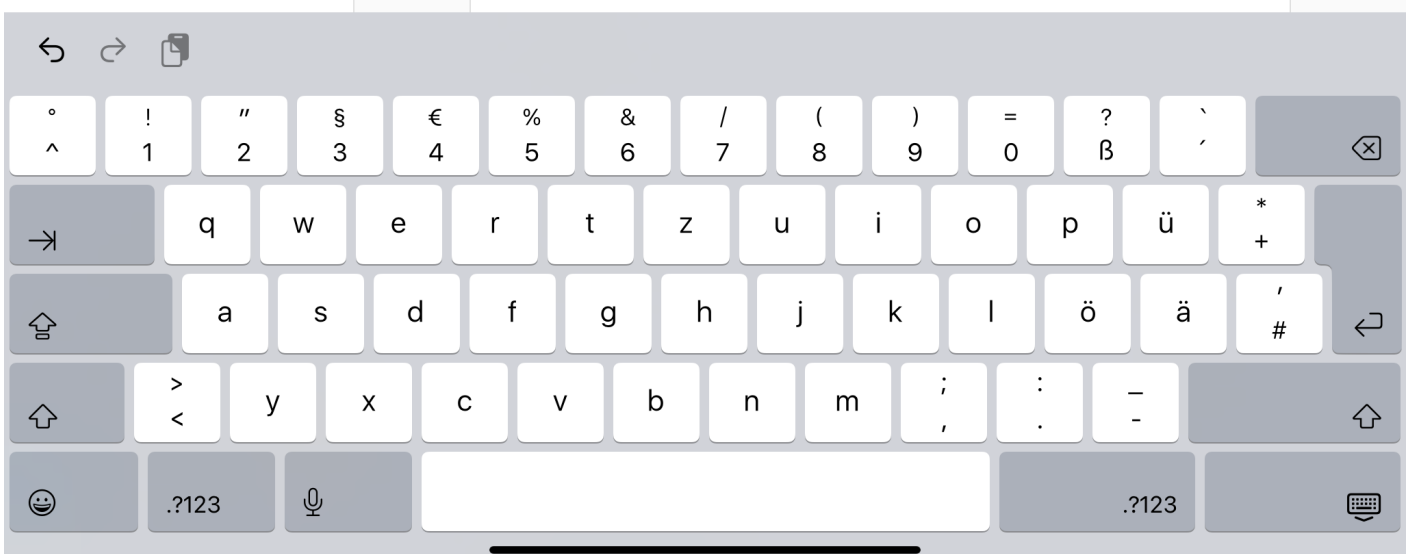 ° ! " § € % & / ( ) = ? `
^ 1 2 3 4 5 6 7 8 9 0 ß ´
q w e r t z u i o p ü * +
a s d f g h j k l ö ä ' #
> < y x c v b n m ; , : . _ -
.?123 .?123